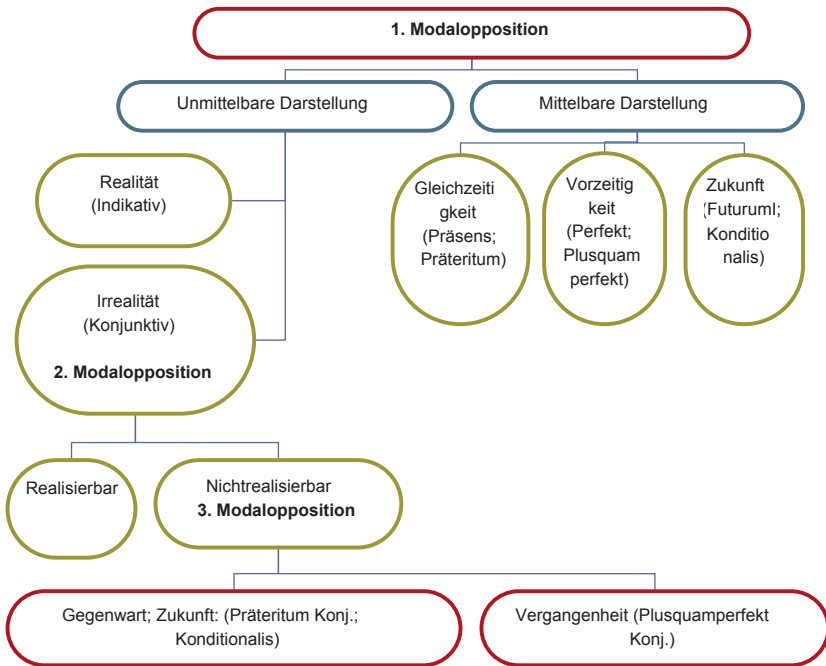 1. Modalopposition
Unmittelbare Darstellung
Mittelbare Darstellung
Realität
(Indikativ)
Gleichzeiti
gkeit
(Präsens;
Präteritum)
Vorzeitig
keit
(Perfekt;
Plusquam
perfekt)
Zukunft
(FuturumI;
Konditio
nalis)
Irrealität
(Konjunktiv)
2. Modalopposition
Realisierbar
Nichtrealisierbar
3. Modalopposition
Gegenwart; Zukunft: (Präteritum Konj.;
Konditionalis)
Vergangenheit (Plusquamperfekt
Konj.)